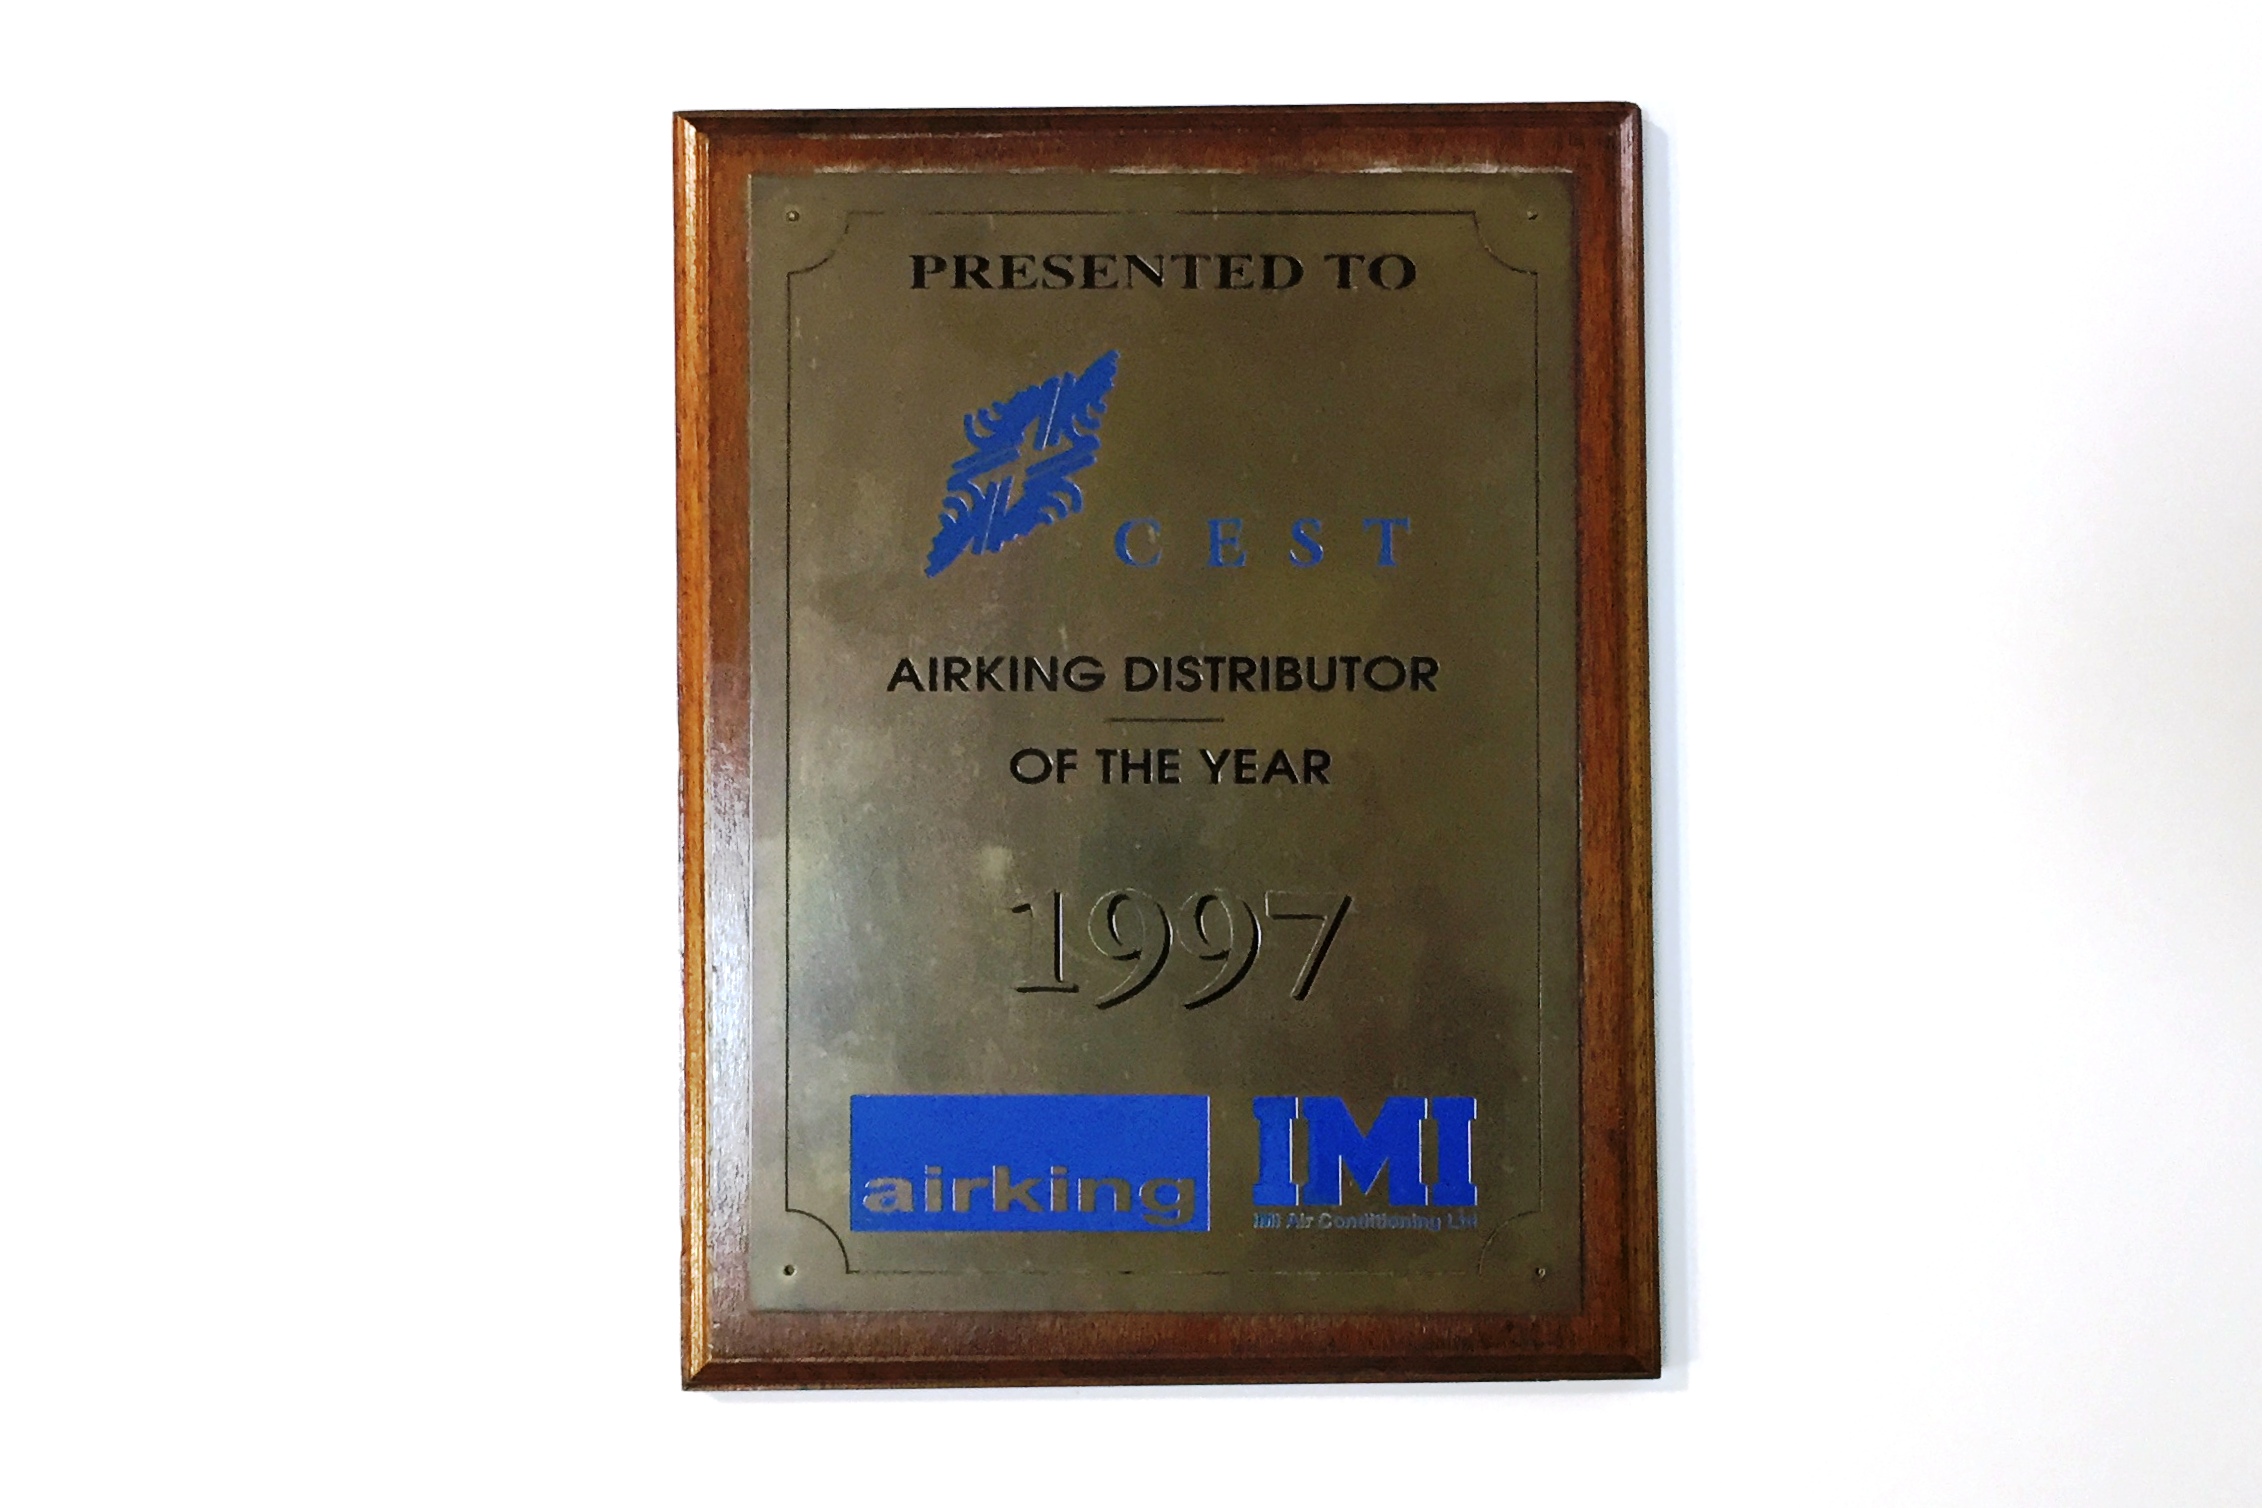 PRESENTED TO
CEST
AIRKING DISTRIBUTOR
OF THE YEAR
1997
airking
IMI
IMI Air Conditioning Ltd